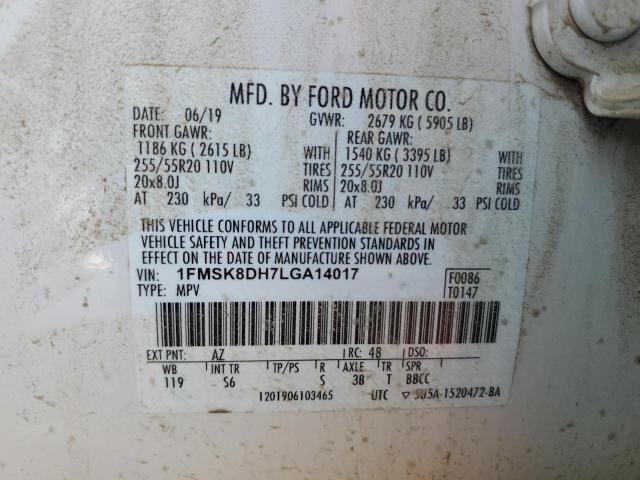 MFD. BY FORD MOTOR CO.
DATE: 06/19 GVWR: 2679 KG ( 5905 LB)
FRONT GAWR: REAR GAWR:
1186 KG ( 2615 LB) WITH 1540 KG ( 3395 LB) WITH
255/55R20 110V TIRES 255/55R20 110V TIRES
20x8.0J RIMS 20x8.0J RIMS
AT 230 kPa/ 33 PSI COLD AT 230 kPa/ 33 PSI COLD
THIS VEHICLE CONFORMS TO ALL APPLICABLE FEDERAL MOTOR
VEHICLE SAFETY AND THEFT PREVENTION STANDARDS IN
EFFECT ON THE DATE OF MANUFACTURE SHOWN ABOVE.
VIN: 1FMSK8DH7LGA14017 F0086
TYPE: MPV T0147
EXT PNT: AZ RC: 48 DSO:
WB INT TR TP/PS R AXLE TR SPR
119 S6 S 3B T BBCC
1201906103465 UTC ▽ 5U5A-1520472-BA